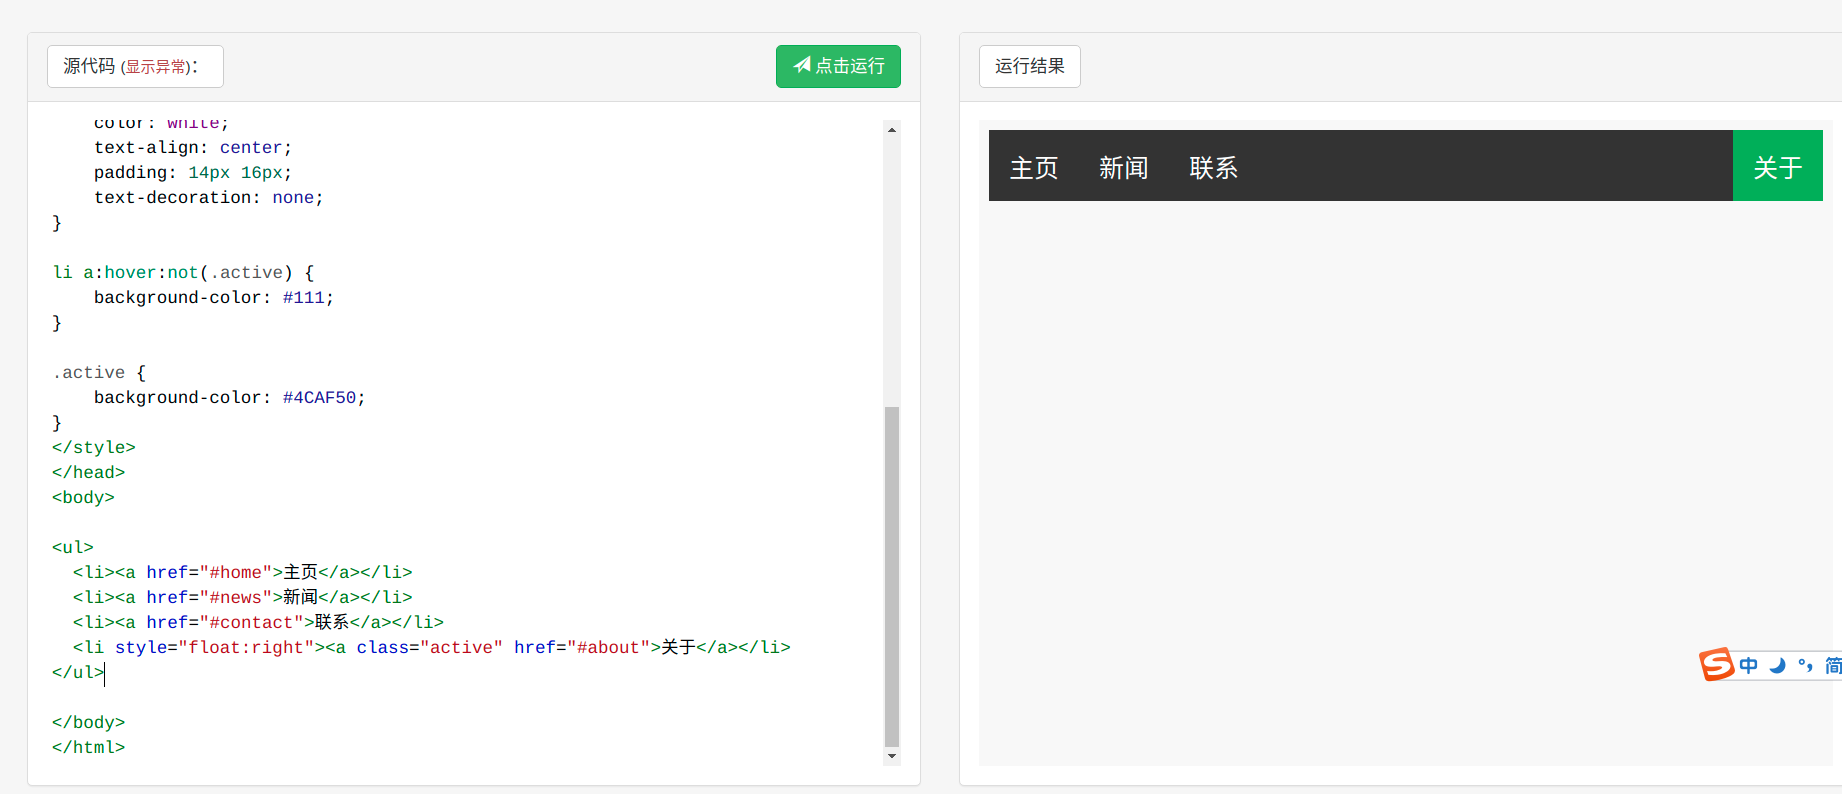 源代码 (显示异常)：
点击运行
    color: white;
    text-align: center;
    padding: 14px 16px;
    text-decoration: none;
}
li a:hover:not(.active) {
    background-color: #111;
}
.active {
    background-color: #4CAF50;
}
</style>
</head>
<body>
<ul>
  <li><a href="#home">主页</a></li>
  <li><a href="#news">新闻</a></li>
  <li><a href="#contact">联系</a></li>
  <li style="float:right"><a class="active" href="#about">关于</a></li>
</ul>
</body>
</html>
运行结果
主页 新闻 联系 关于
S 中 °, 简